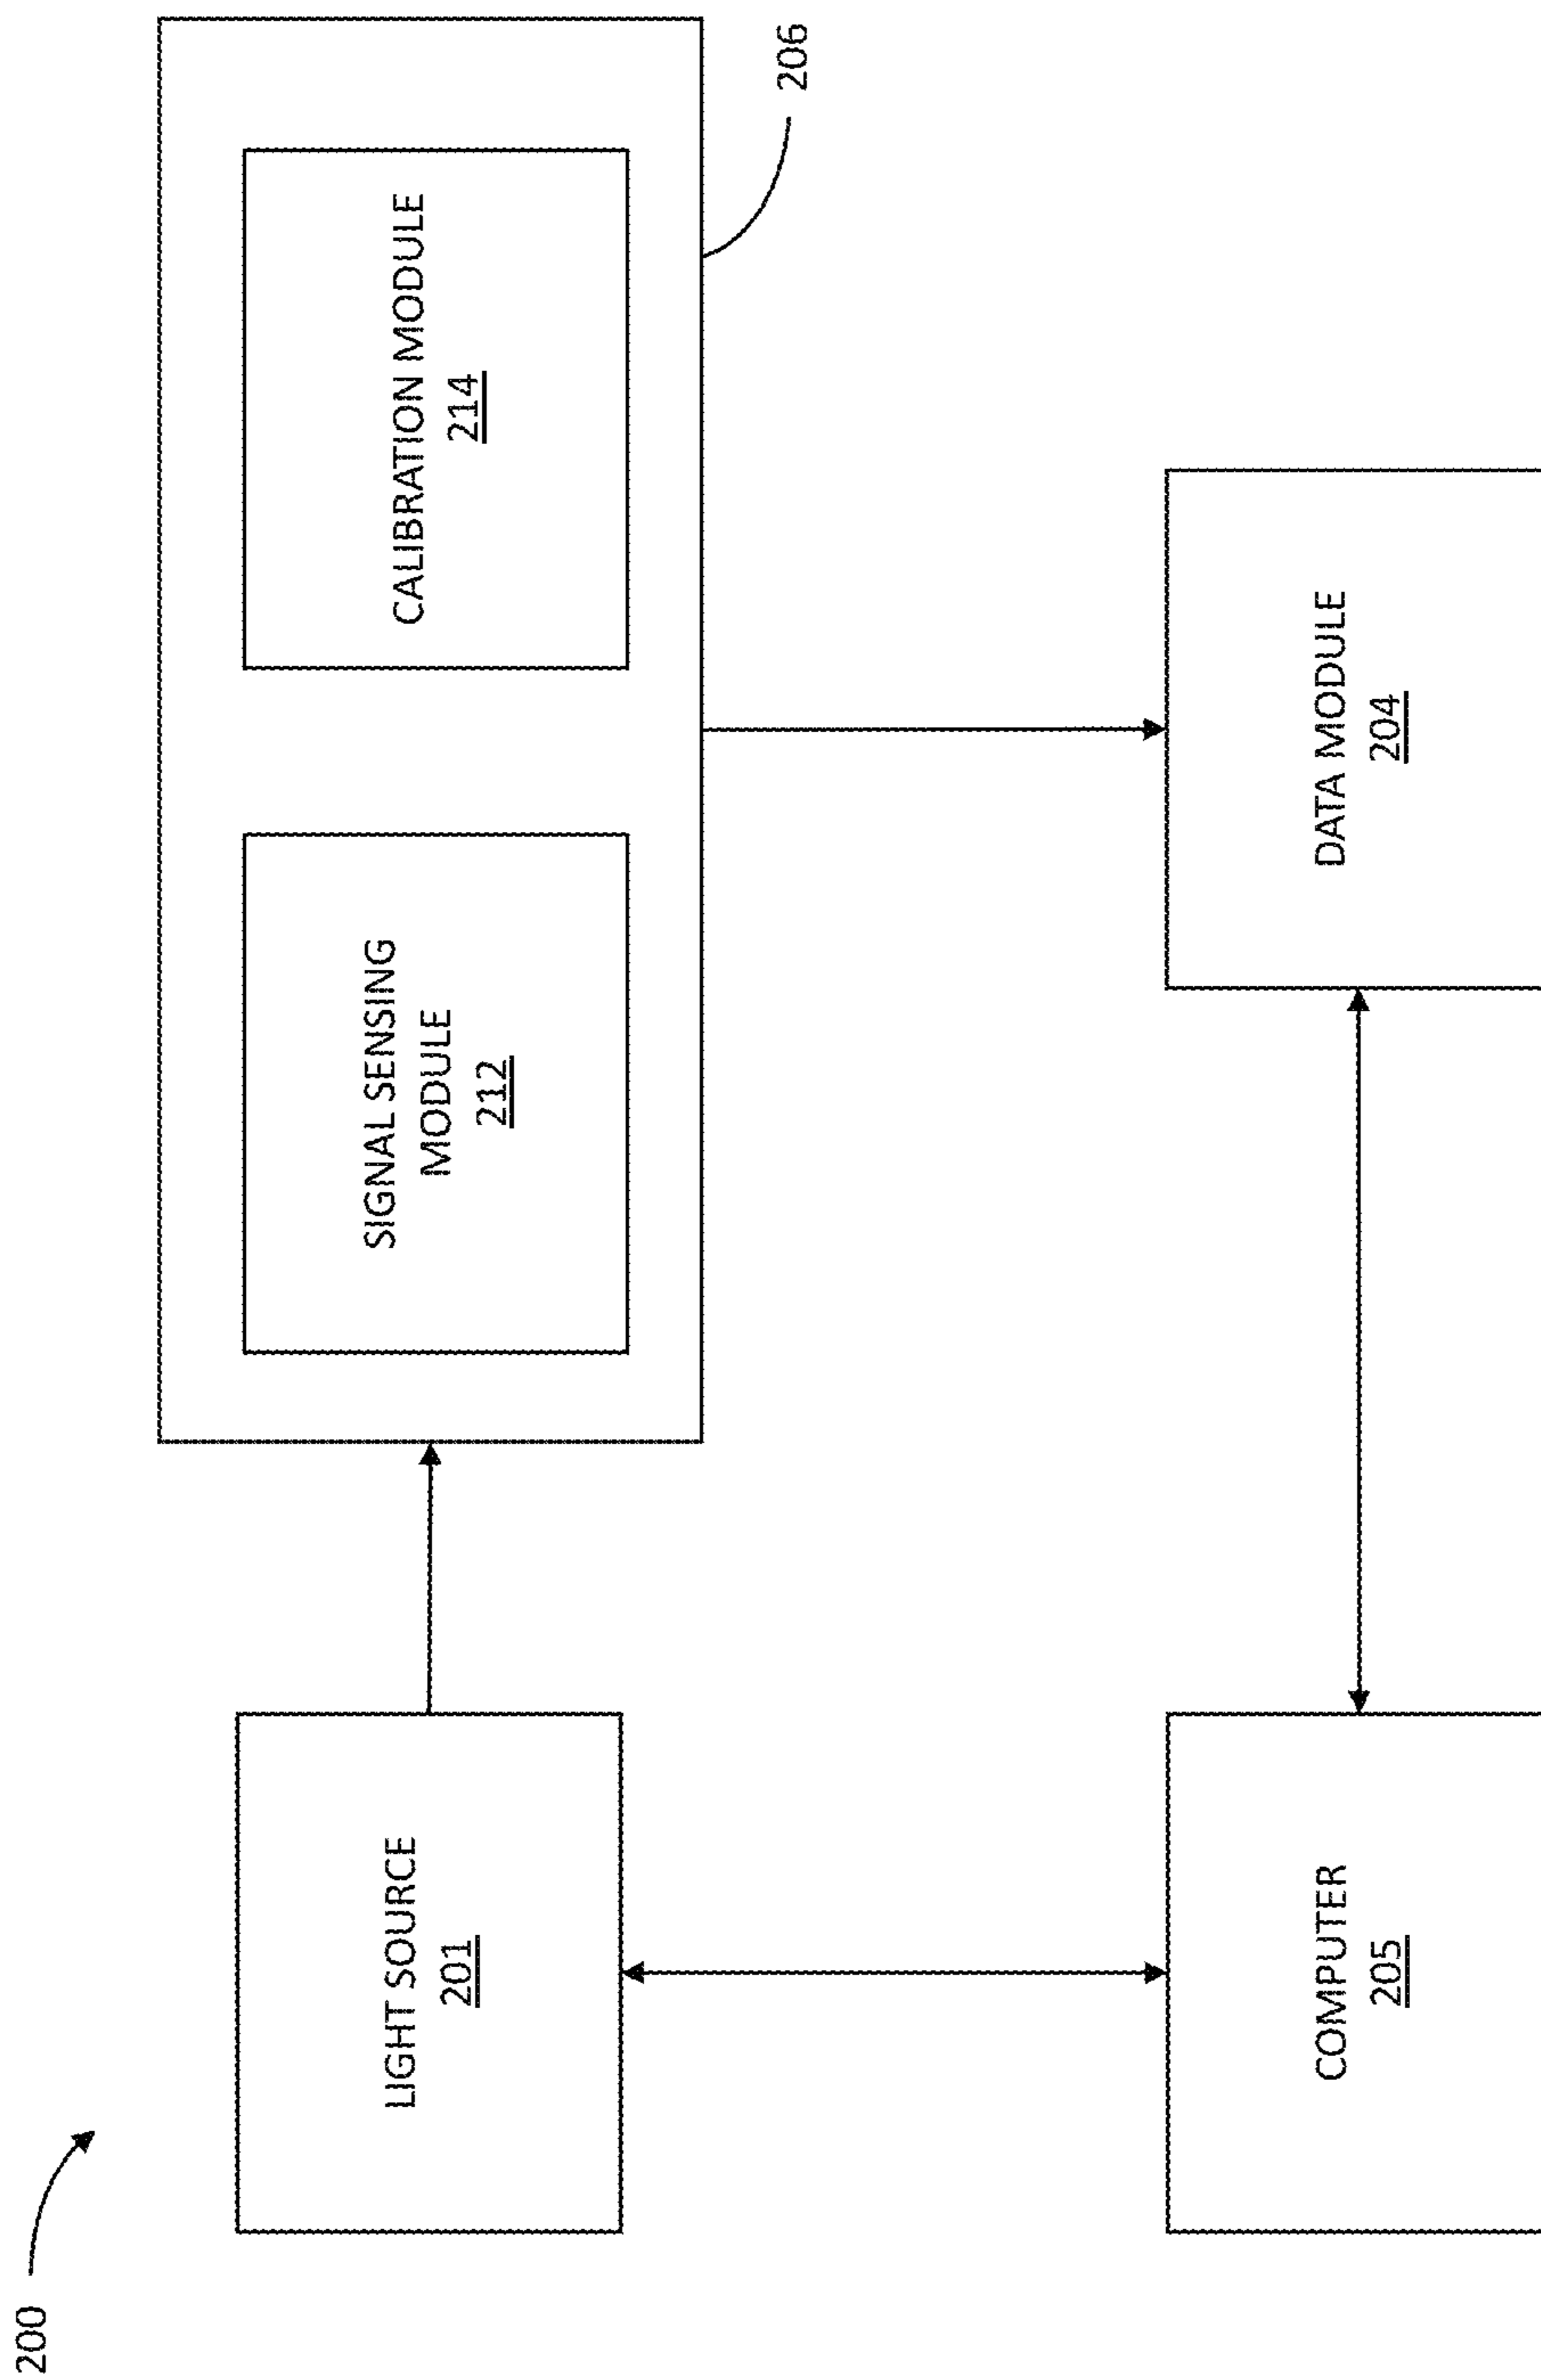 200
LIGHT SOURCE
201
SIGNAL SENSING
MODULE
212
CALIBRATION MODULE
214
206
COMPUTER
205
DATA MODULE
204